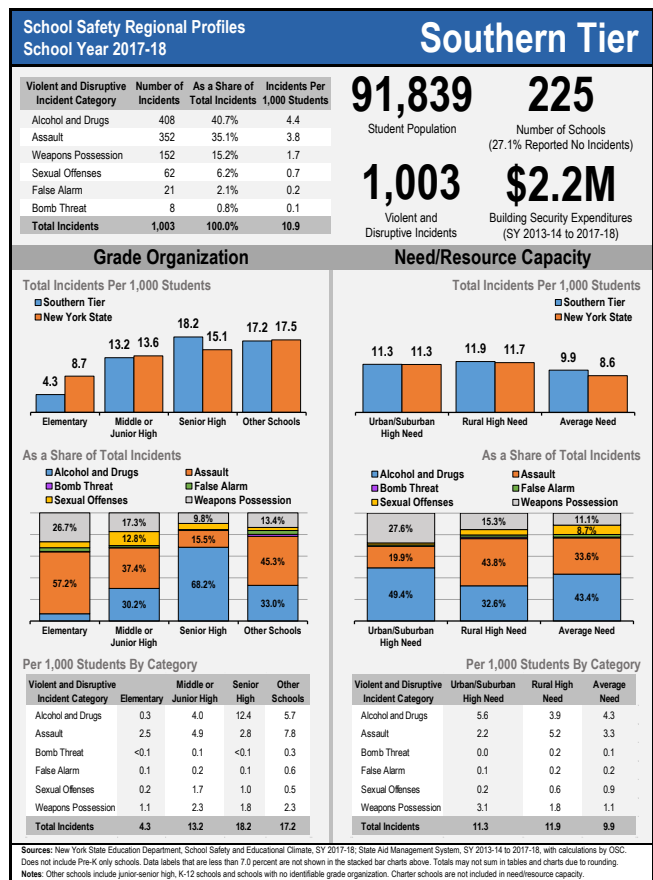 School Safety Regional Profiles
School Year 2017-18
Southern Tier
Violent and Disruptive Incident Category Number of Incidents As a Share of Total Incidents Incidents Per 1,000 Students
Alcohol and Drugs 408 40.7% 4.4
Assault 352 35.1% 3.8
Weapons Possession 152 15.2% 1.7
Sexual Offenses 62 6.2% 0.7
False Alarm 21 2.1% 0.2
Bomb Threat 8 0.8% 0.1
Total Incidents 1,003 100.0% 10.9
91,839
Student Population
225
Number of Schools
(27.1% Reported No Incidents)
1,003
Violent and
Disruptive Incidents
$2.2M
Building Security Expenditures
(SY 2013-14 to 2017-18)
Grade Organization
Total Incidents Per 1,000 Students
Southern Tier
New York State
4.3 8.7 13.2 13.6 18.2 15.1 17.2 17.5
Elementary Middle or Junior High Senior High Other Schools
As a Share of Total Incidents
Alcohol and Drugs Assault
Bomb Threat False Alarm
Sexual Offenses Weapons Possession
26.7% 17.3% 9.8% 13.4%
12.8%
57.2% 37.4% 15.5% 45.3%
30.2% 68.2% 33.0%
Elementary Middle or Junior High Senior High Other Schools
Per 1,000 Students By Category
Violent and Disruptive Incident Category Elementary Middle or Junior High Senior High Other Schools
Alcohol and Drugs 0.3 4.0 12.4 5.7
Assault 2.5 4.9 2.8 7.8
Bomb Threat <0.1 0.1 <0.1 0.3
False Alarm 0.1 0.2 0.1 0.6
Sexual Offenses 0.2 1.7 1.0 0.5
Weapons Possession 1.1 2.3 1.8 2.3
Total Incidents 4.3 13.2 18.2 17.2
Need/Resource Capacity
Total Incidents Per 1,000 Students
Southern Tier
New York State
11.3 11.3 11.9 11.7 9.9 8.6
Urban/Suburban High Need Rural High Need Average Need
As a Share of Total Incidents
Alcohol and Drugs Assault
Bomb Threat False Alarm
Sexual Offenses Weapons Possession
27.6% 15.3% 11.1%
8.7%
19.9% 43.8% 33.6%
49.4% 32.6% 43.4%
Urban/Suburban High Need Rural High Need Average Need
Per 1,000 Students By Category
Violent and Disruptive Incident Category Urban/Suburban High Need Rural High Need Average Need
Alcohol and Drugs 5.6 3.9 4.3
Assault 2.2 5.2 3.3
Bomb Threat 0.0 0.2 0.1
False Alarm 0.1 0.2 0.2
Sexual Offenses 0.2 0.6 0.9
Weapons Possession 3.1 1.8 1.1
Total Incidents 11.3 11.9 9.9
Sources: New York State Education Department, School Safety and Educational Climate, SY 2017-18; State Aid Management System, SY 2013-14 to 2017-18, with calculations by OSC.
Does not include Pre-K only schools. Data labels that are less than 7.0 percent are not shown in the stacked bar charts above. Totals may not sum in tables and charts due to rounding.
Notes: Other schools include junior-senior high, K-12 schools and schools with no identifiable grade organization. Charter schools are not included in need/resource capacity.